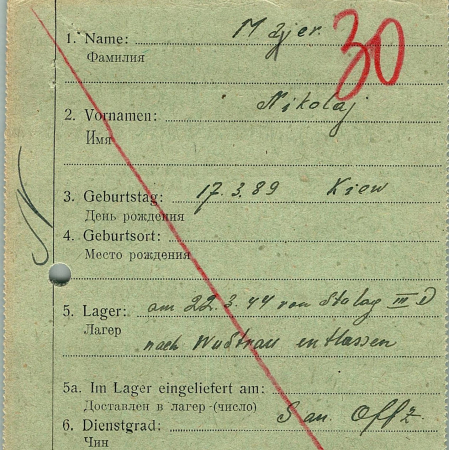 30
1. Name: Majer.
Фамилия
2. Vornamen: Nikolaj
Имя
3. Geburtstag: 17.3.89 Kiew
День рождения
4. Geburtsort:
Место рождения
N
5. Lager: am 22.3.44 von Stalag III D
Лагер
nach Wustrau entlassen
5a. Im Lager eingeliefert am:
Доставлен в лагер (число)
6. Dienstgrad: San. Offz.
Чин